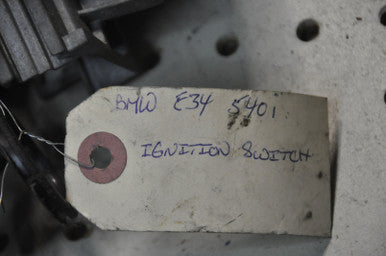 BMW E34 540i
IGNITION SWITCH